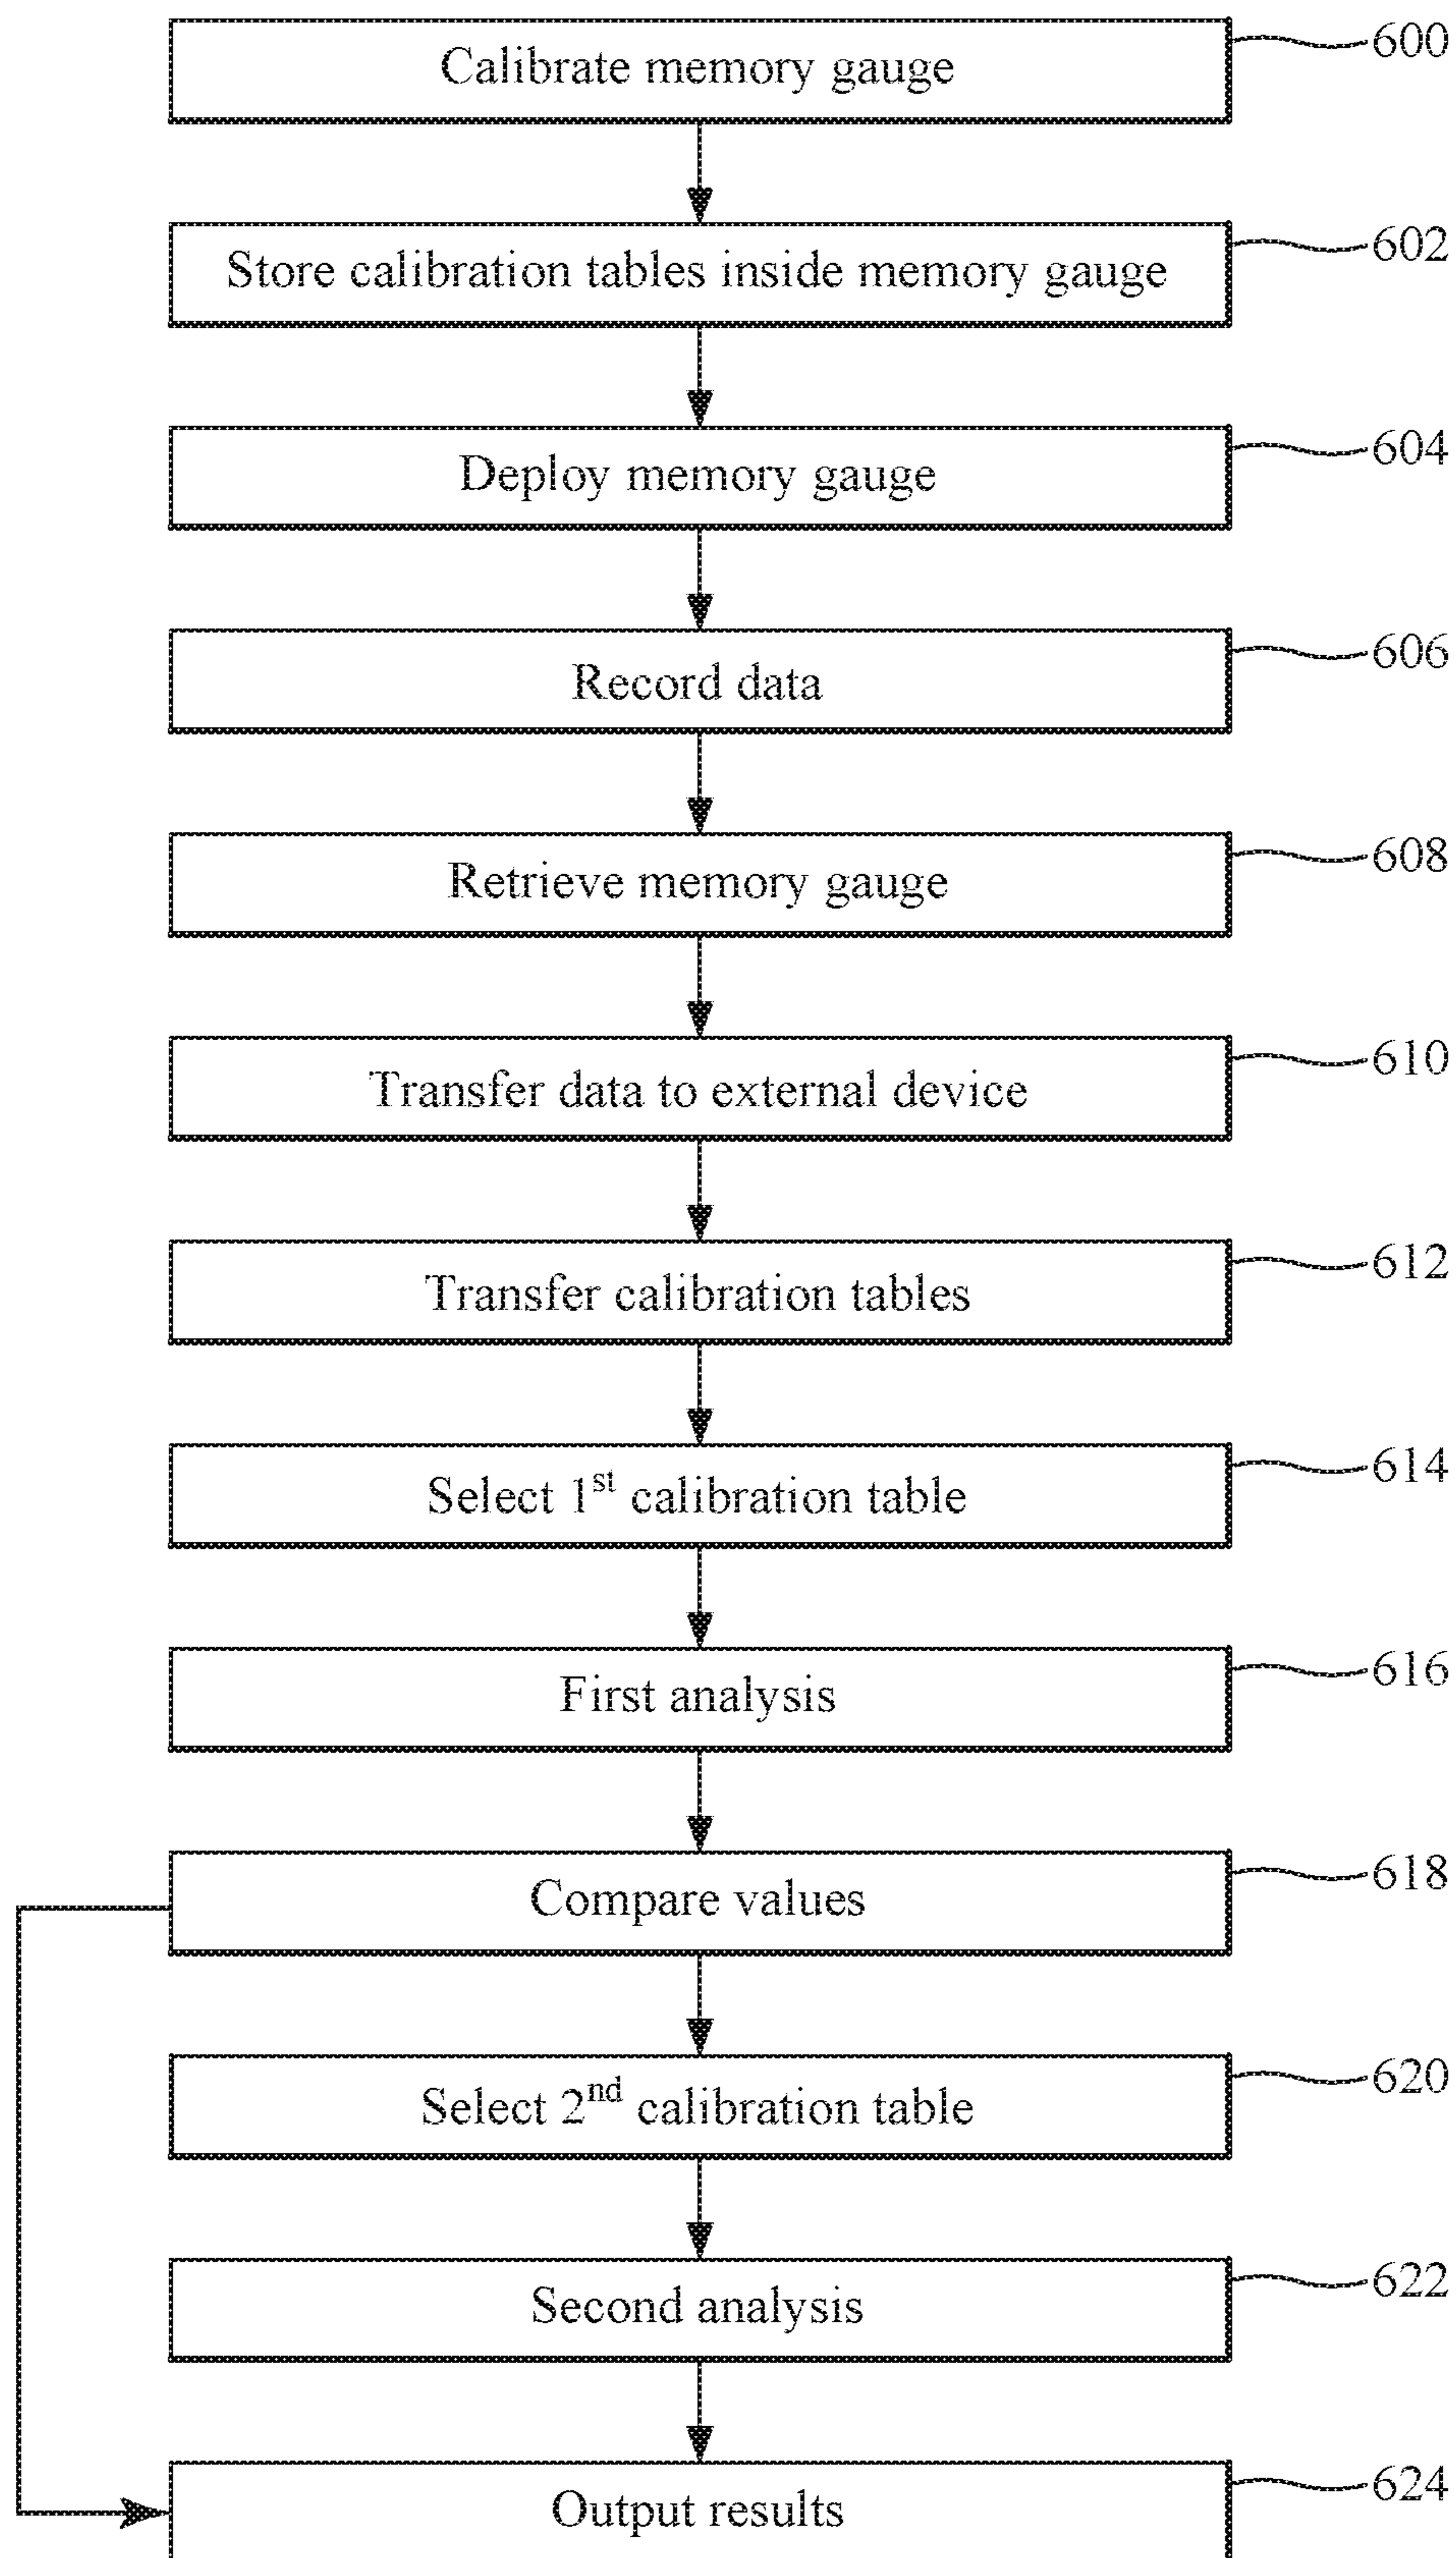 Calibrate memory gauge 600
Store calibration tables inside memory gauge 602
Deploy memory gauge 604
Record data 606
Retrieve memory gauge 608
Transfer data to external device 610
Transfer calibration tables 612
Select 1st calibration table 614
First analysis 616
Compare values 618
Select 2nd calibration table 620
Second analysis 622
Output results 624